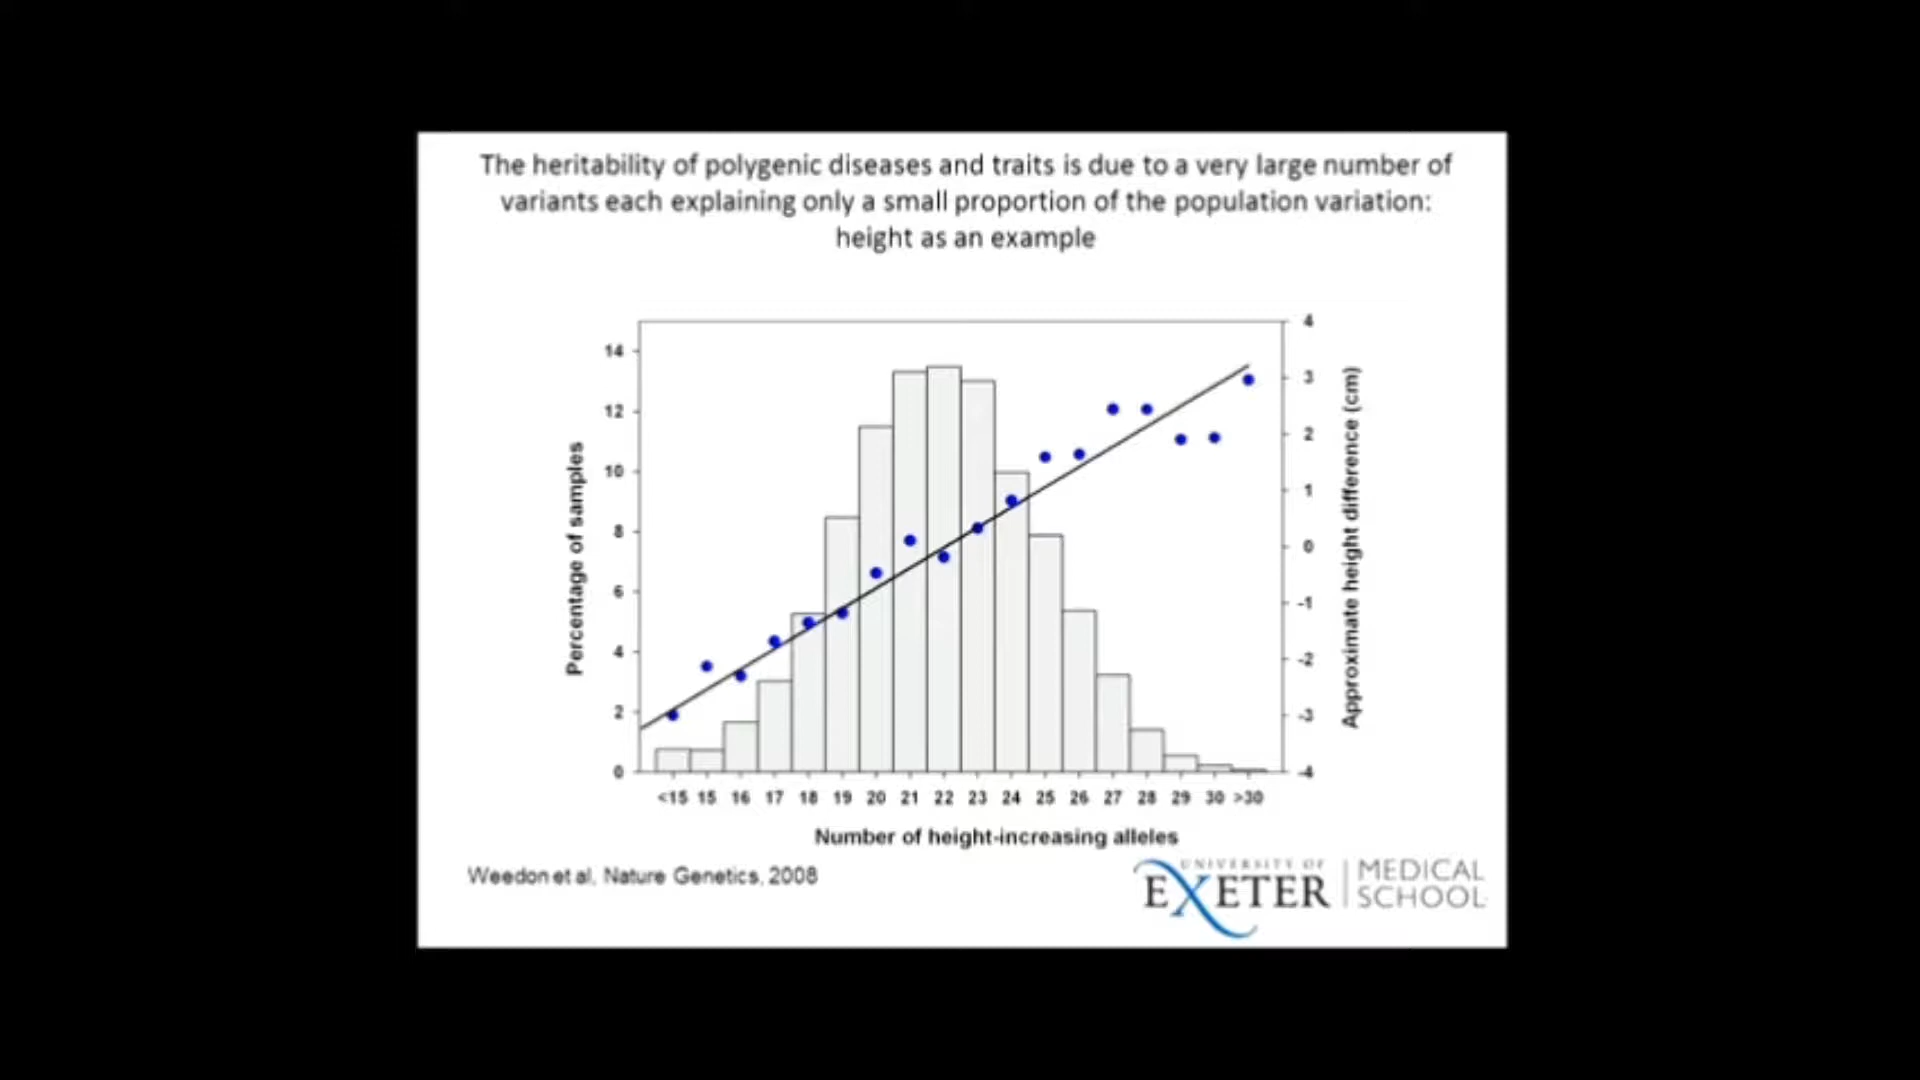 The heritability of polygenic diseases and traits is due to a very large number of
variants each explaining only a small proportion of the population variation:
height as an example
Percentage of samples
14
12
10
8
6
4
2
0
4
3
2
1
0
-1
-2
-3
-4
Approximate height difference (cm)
<15 15 16 17 18 19 20 21 22 23 24 25 26 27 28 29 30 >30
Number of height-increasing alleles
Weedon et al, Nature Genetics, 2008
UNIVERSITY OF
EXETER
MEDICAL
SCHOOL